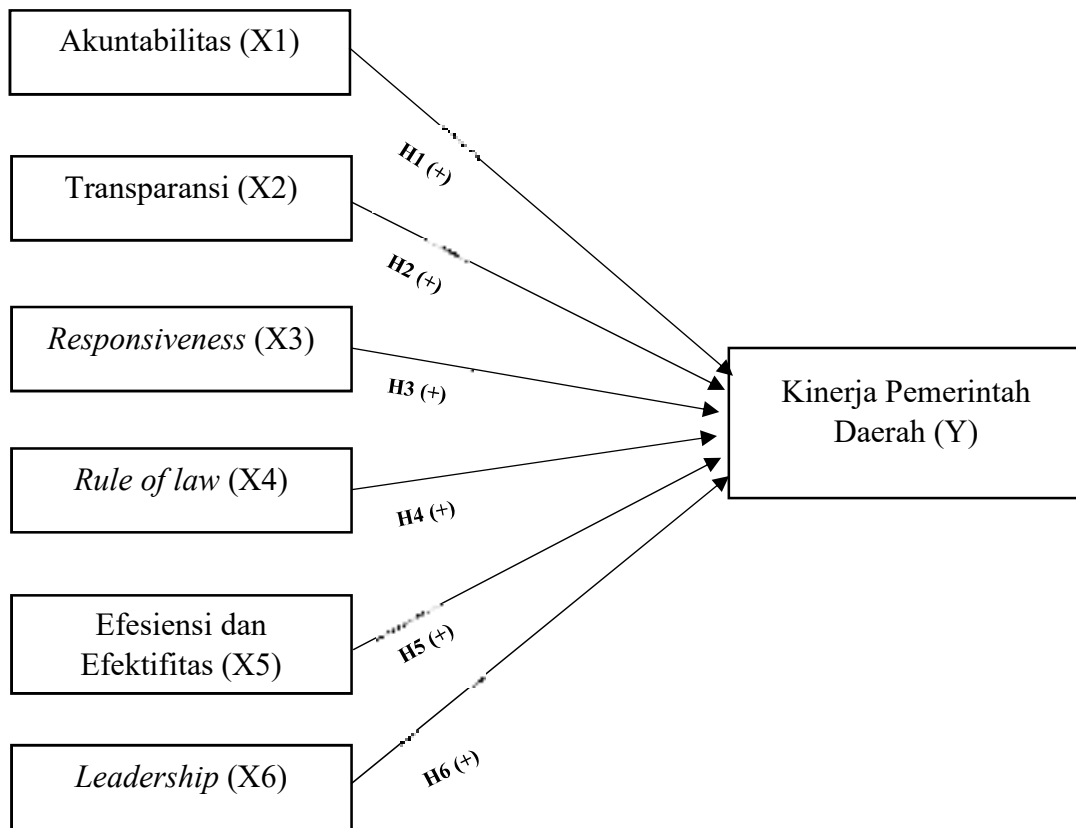 Akuntabilitas (X1)
H1 (+)
Transparansi (X2)
H2 (+)
Responsiveness (X3)
H3 (+)
Kinerja Pemerintah
Daerah (Y)
Rule of law (X4)
H4 (+)
Efesiensi dan
Efektifitas (X5)
H5 (+)
Leadership (X6)
H6 (+)